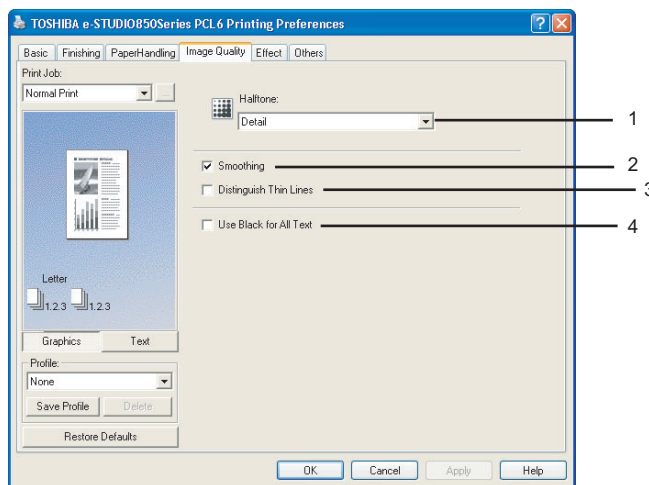 TOSHIBA e-STUDIO850Series PCL6 Printing Preferences
Basic Finishing PaperHandling Image Quality Effect Others
Print Job:
Normal Print
...
Halftone:
Detail
1
Smoothing
2
Distinguish Thin Lines
3
Use Black for All Text
4
Letter
1.2.3 1.2.3
Graphics Text
Profile:
None
Save Profile Delete
Restore Defaults
OK Cancel Apply Help